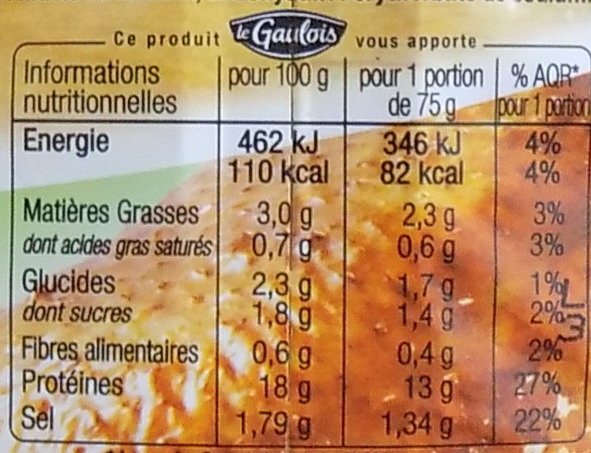 Ce produit le Gaulois vous apporte
Informations nutritionnelles pour 100 g pour 1 portion de 75 g % AQR* pour 1 portion
Energie 462 kJ 346 kJ 4%
110 kcal 82 kcal 4%
Matières Grasses 3,0 g 2,3 g 3%
dont acides gras saturés 0,7 g 0,6 g 3%
Glucides 2,3 g 1,7 g 1%
dont sucres 1,8 g 1,4 g 2%
Fibres alimentaires 0,6 g 0,4 g 2%
Protéines 18 g 13 g 27%
Sel 1,79 g 1,34 g 22%